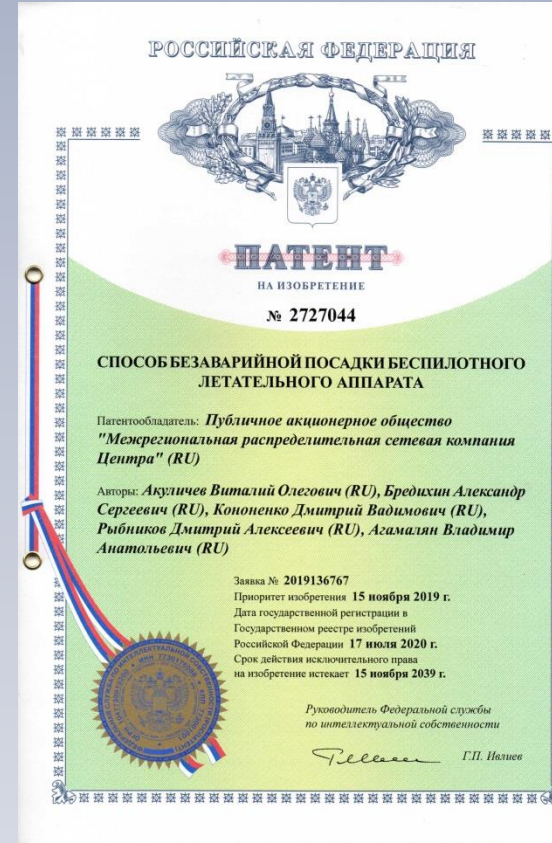 РОССИЙСКАЯ ФЕДЕРАЦИЯ
ПАТЕНТ
НА ИЗОБРЕТЕНИЕ
№ 2727044
СПОСОБ БЕЗАВАРИЙНОЙ ПОСАДКИ БЕСПИЛОТНОГО
ЛЕТАТЕЛЬНОГО АППАРАТА
Патентообладатель: Публичное акционерное общество
"Межрегиональная распределительная сетевая компания
Центра" (RU)
Авторы: Акуличев Виталий Олегович (RU), Бредихин Александр
Сергеевич (RU), Кононенко Дмитрий Вадимович (RU),
Рыбников Дмитрий Алексеевич (RU), Агамалян Владимир
Анатольевич (RU)
Заявка № 2019136767
Приоритет изобретения 15 ноября 2019 г.
Дата государственной регистрации в
Государственном реестре изобретений
Российской Федерации 17 июля 2020 г.
Срок действия исключительного права
на изобретение истекает 15 ноября 2039 г.
Руководитель Федеральной службы
по интеллектуальной собственности
Г.П. Ивлиев